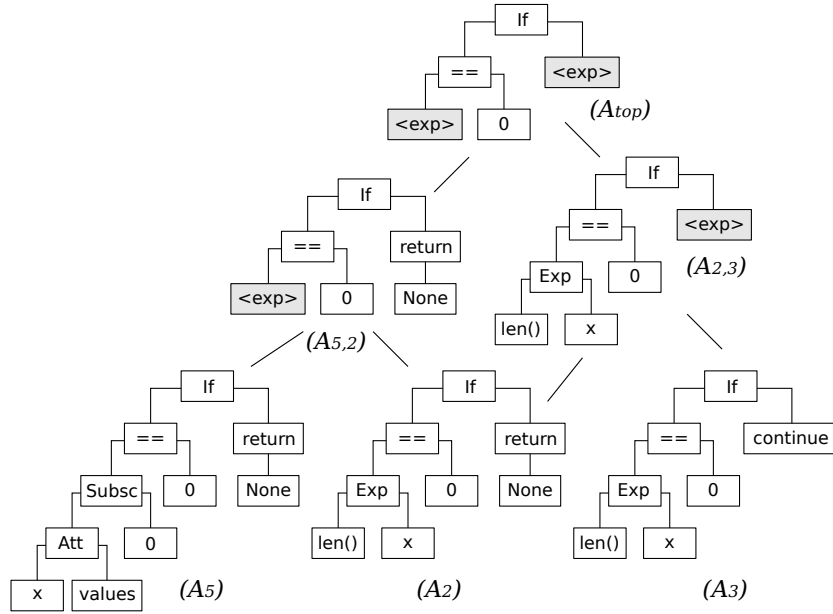 If
== <exp>
<exp> 0 (Atop)
If If
== return == <exp>
<exp> 0 None Exp 0 (A2,3)
(A5,2) len() x
If If If
== return == return == continue
Subsc 0 None Exp 0 None Exp 0
Att 0 len() x len() x
x values (A5) (A2) (A3)